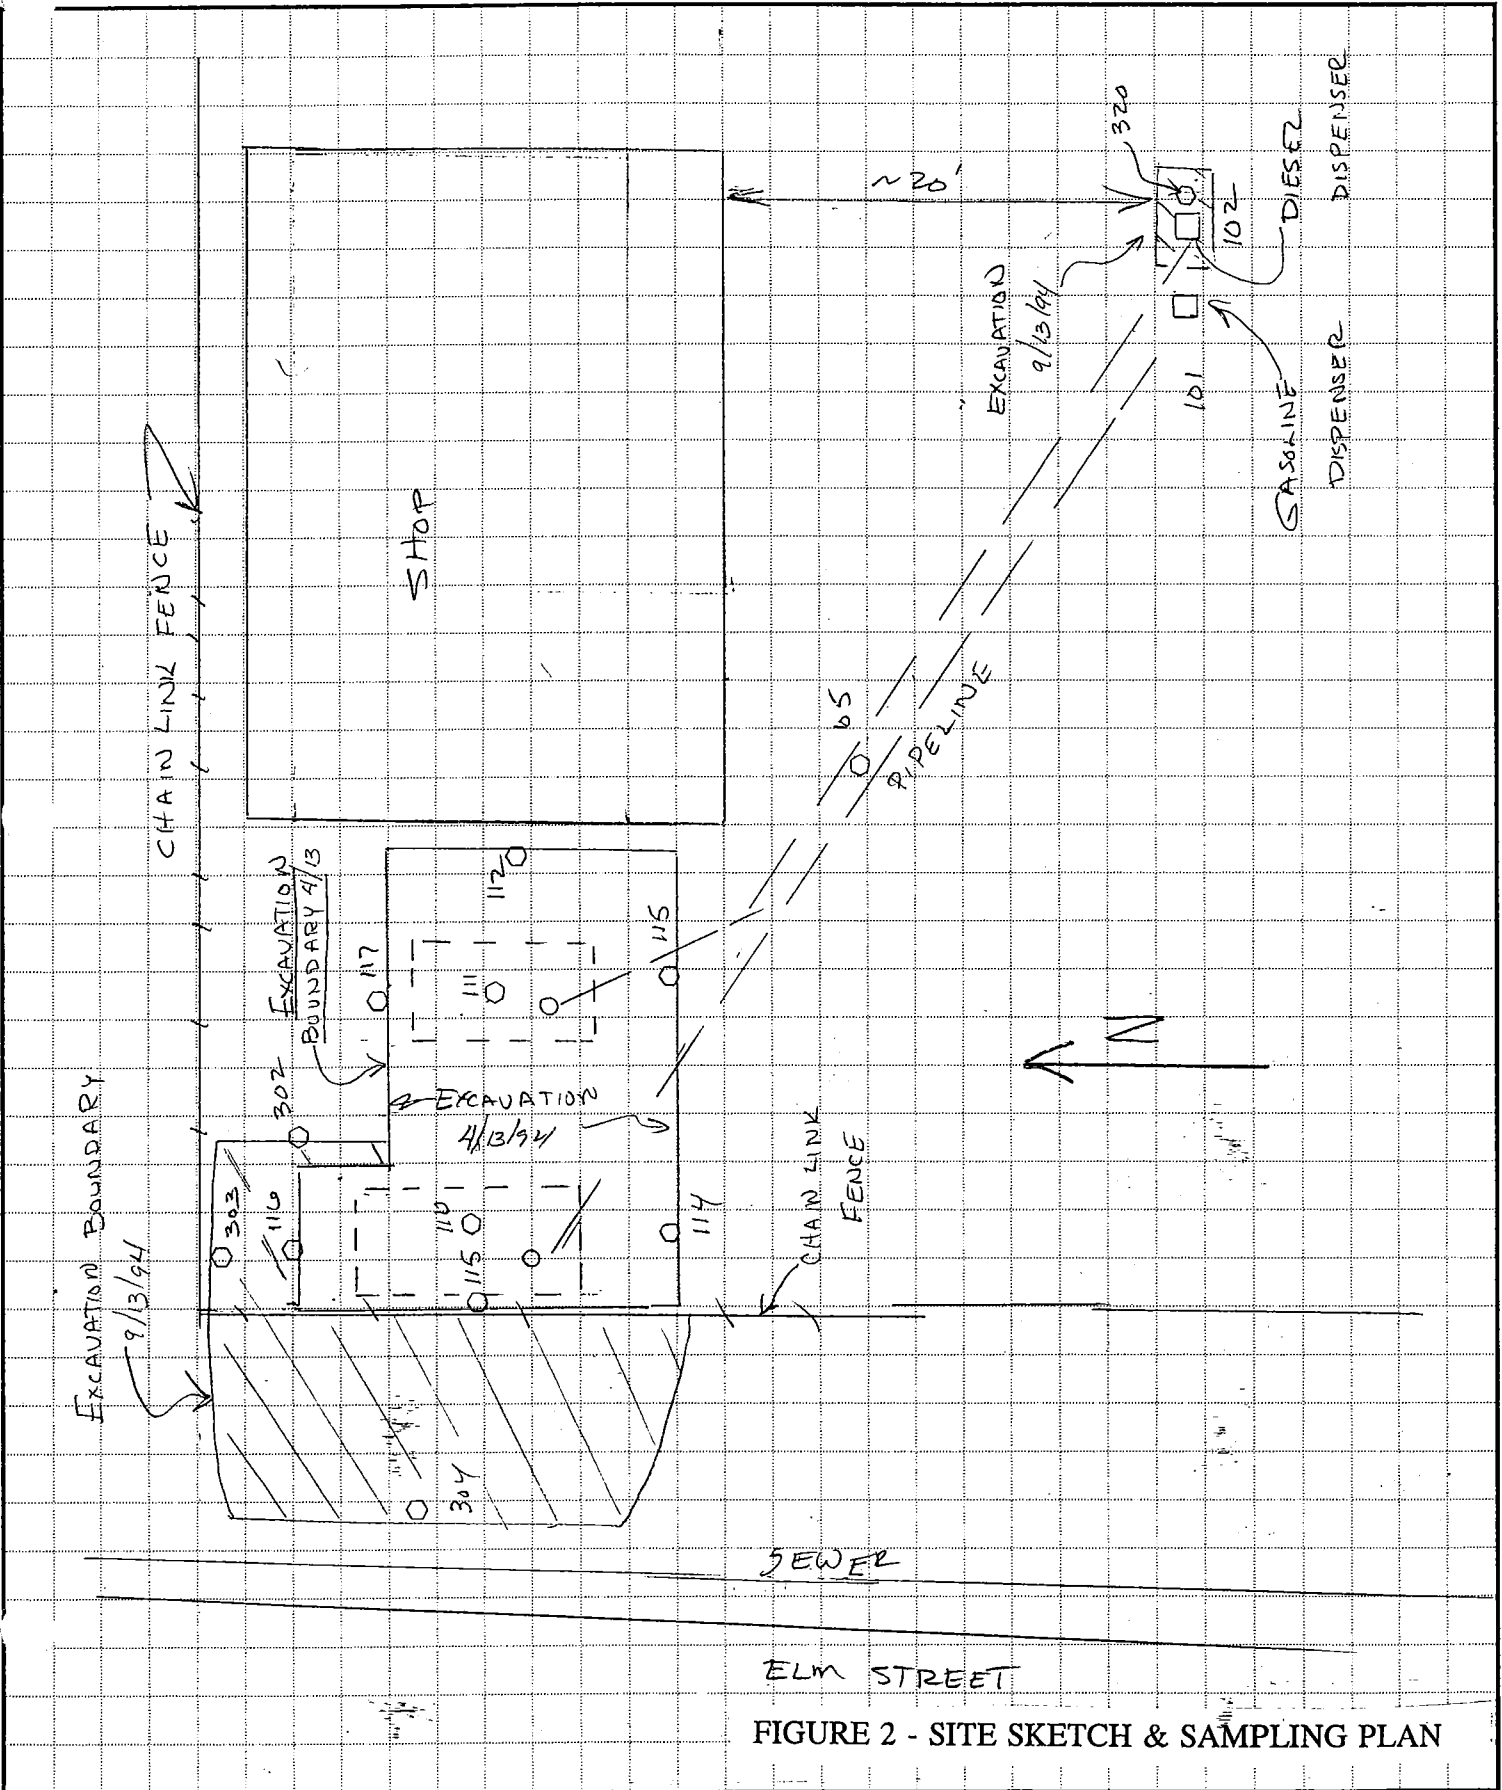 320
~20'
DISPENSER
DIESEL
102
EXCAVATION
9/13/94
101
GASOLINE
DISPENSER
CHAIN LINK FENCE
SHOP
65
PIPELINE
EXCAVATION
BOUNDARY 4/13
112
117
111
115
302
EXCAVATION
4/13/94
N
EXCAVATION BOUNDARY
9/13/94
303
116
110
115
114
CHAIN LINK
FENCE
304
SEWER
ELM STREET
FIGURE 2 - SITE SKETCH & SAMPLING PLAN